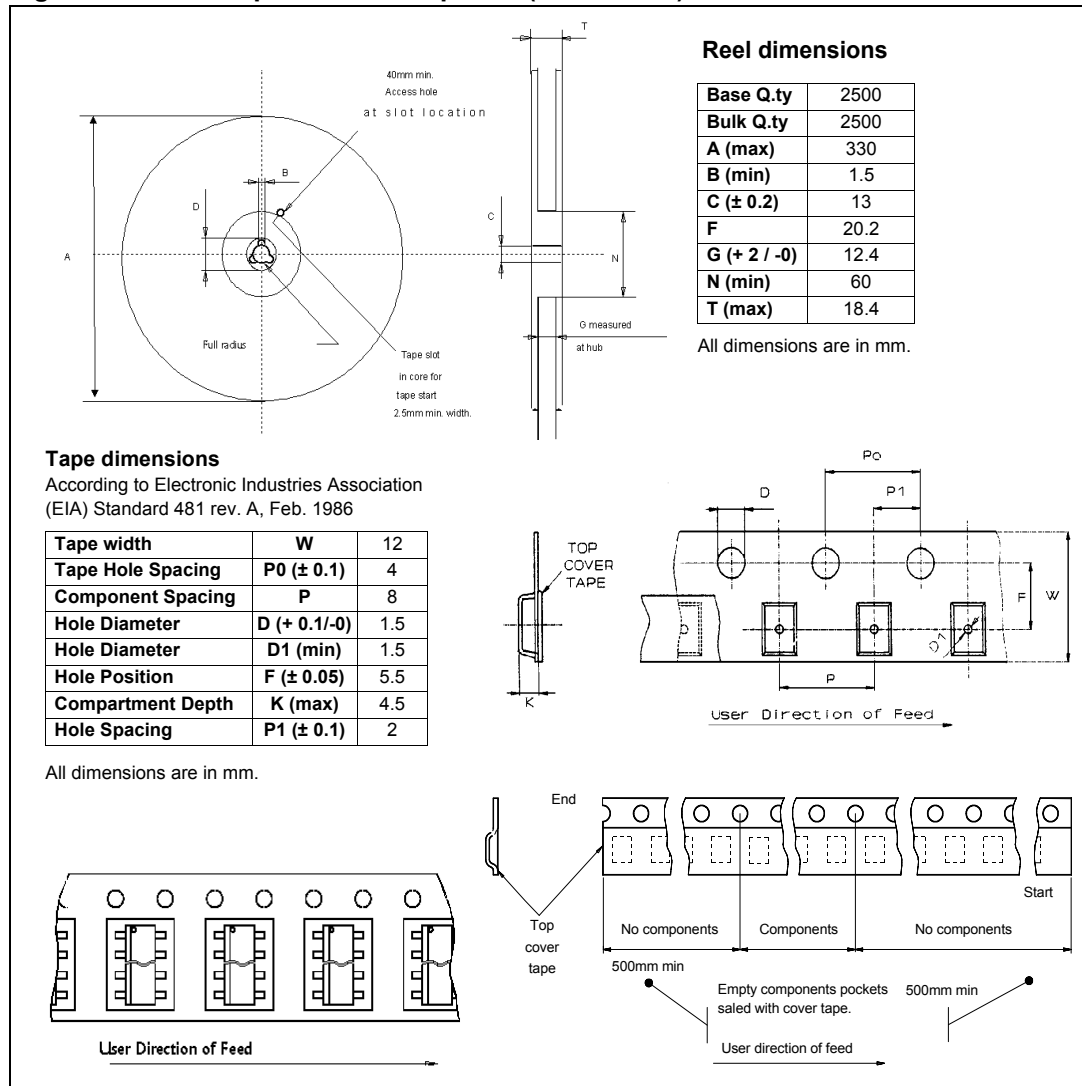 T
Reel dimensions
40mm min.
Access hole
at slot location
Base Q.ty 2500
Bulk Q.ty 2500
A (max) 330
B (min) 1.5
C (± 0.2) 13
F 20.2
G (+ 2 / -0) 12.4
N (min) 60
T (max) 18.4
All dimensions are in mm.
B
D
C
A
N
G measured
at hub
Full radius
Tape slot
in core for
tape start
2.5mm min. width.
Tape dimensions
According to Electronic Industries Association
(EIA) Standard 481 rev. A, Feb. 1986
Tape width W 12
Tape Hole Spacing P0 (± 0.1) 4
Component Spacing P 8
Hole Diameter D (+ 0.1/-0) 1.5
Hole Diameter D1 (min) 1.5
Hole Position F (± 0.05) 5.5
Compartment Depth K (max) 4.5
Hole Spacing P1 (± 0.1) 2
All dimensions are in mm.
Po
D
P1
TOP
COVER
TAPE
F
W
D1
K
P
User Direction of Feed
End
Start
Top
cover
tape
No components
Components
No components
500mm min
Empty components pockets
saled with cover tape.
500mm min
User direction of feed
User Direction of Feed